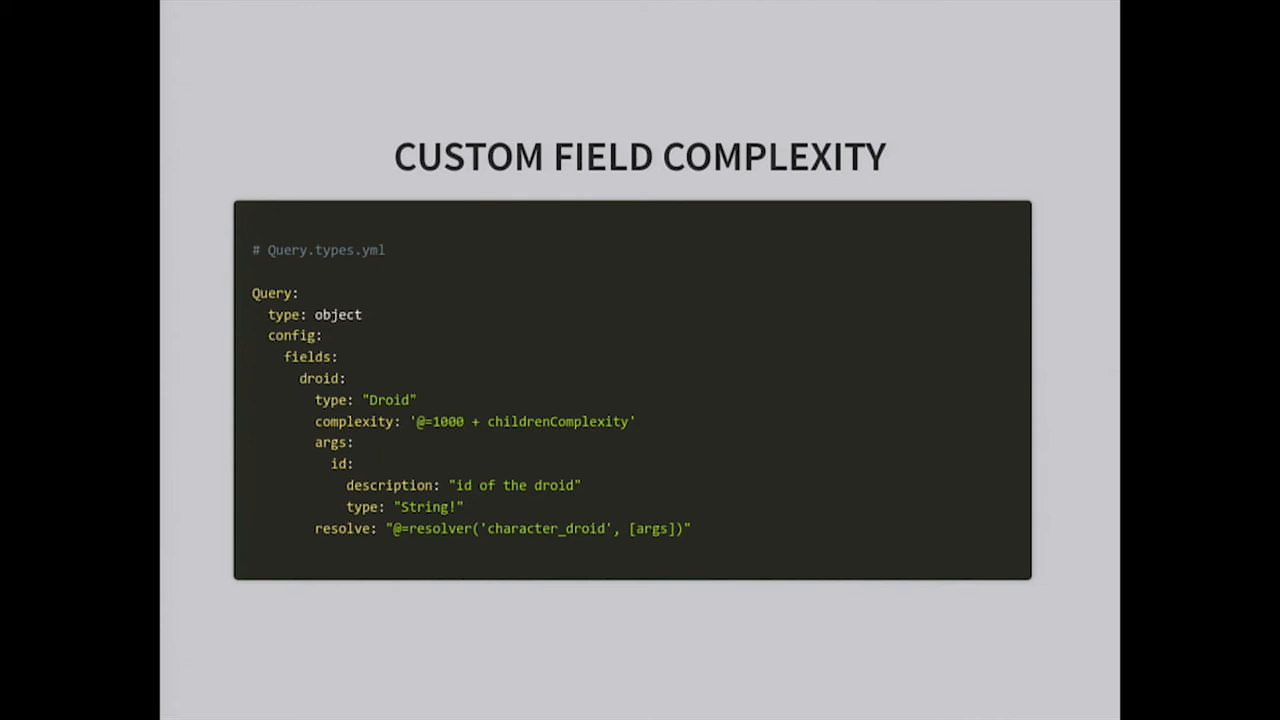 CUSTOM FIELD COMPLEXITY
# Query.types.yml
Query:
  type: object
  config:
    fields:
      droid:
        type: "Droid"
        complexity: '@=1000 + childrenComplexity'
        args:
          id:
            description: "id of the droid"
            type: "String!"
        resolve: "@=resolver('character_droid', [args])"